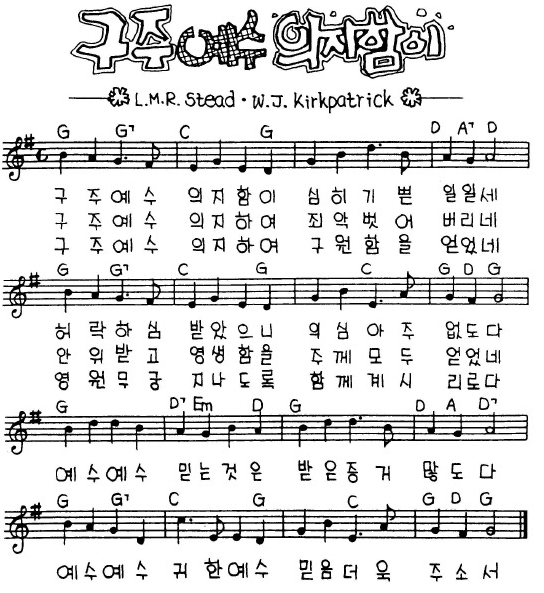 구주예수 의지함이
L.M.R. Stead · W.J. Kirkpatrick
G G7 C G D A7 D
구 주 예 수 의 지 함 이 심 히 기 쁜 일 일 세
구 주 예 수 의 지 하 여 죄 악 벗 어 버 리 네
구 주 예 수 의 지 하 여 구 원 함 을 얻 었 네
G G7 C G C G D G
허 락 하 심 받 았 으 니 의 심 아 주 없 도 다
안 위 받 고 영 생 함 을 주 께 모 두 얻 었 네
영 원 무 궁 지 나 도 록 함 께 계 시 리 로 다
G D7 Em D G D A D7
예 수 예 수 믿 는 것 은 받 은 증 거 많 도 다
G G7 C G C G D G
예 수 예 수 귀 한 예 수 믿 음 더 욱 주 소 서